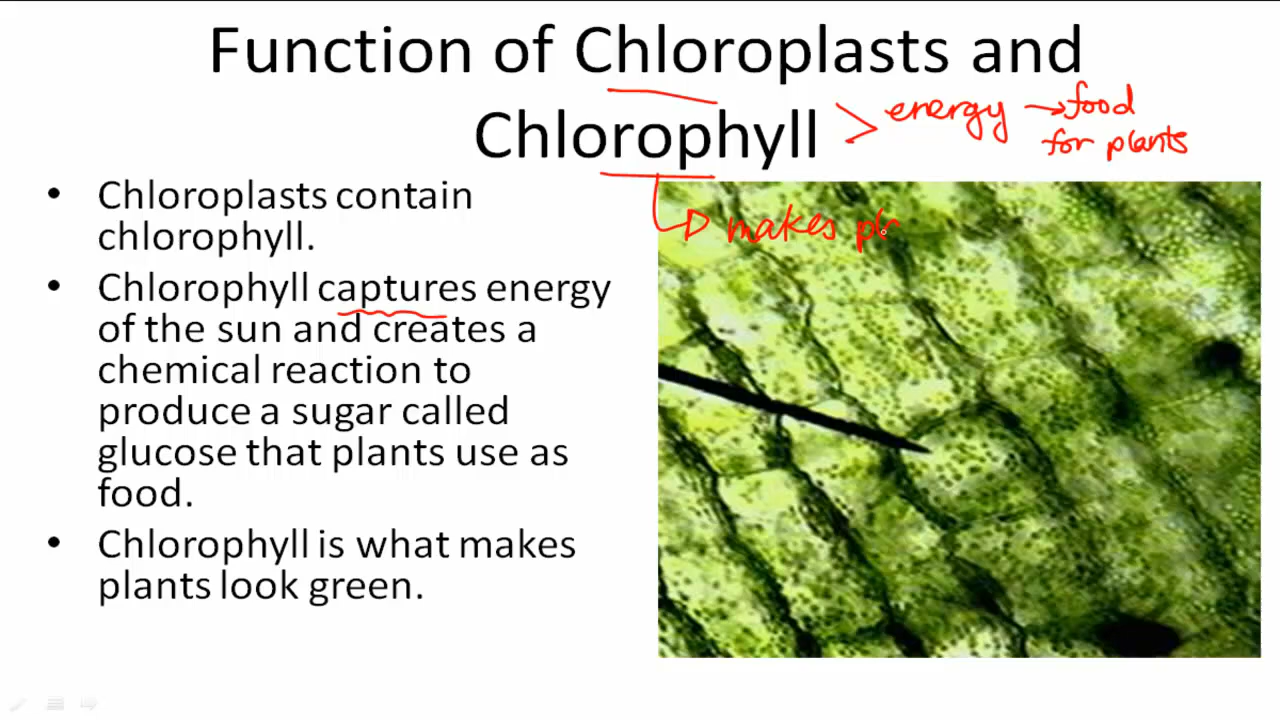 Function of Chloroplasts and
Chlorophyll
energy → food
for plants
makes
• Chloroplasts contain
chlorophyll.
• Chlorophyll captures energy
of the sun and creates a
chemical reaction to
produce a sugar called
glucose that plants use as
food.
• Chlorophyll is what makes
plants look green.